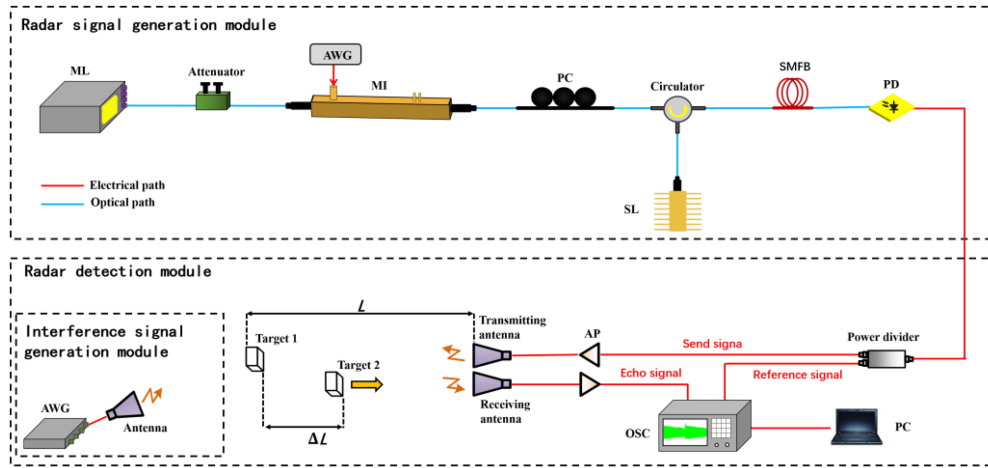 Radar signal generation module
ML
Attenuator
AWG
MI
PC
Circulator
SMFB
PD
Electrical path
Optical path
SL
Radar detection module
L
Interference signal
generation module
Target 1
Target 2
Transmitting
antenna
AP
Send signa
Power divider
Echo signal
Reference signal
AWG
Antenna
ΔL
Receiving
antenna
OSC
PC